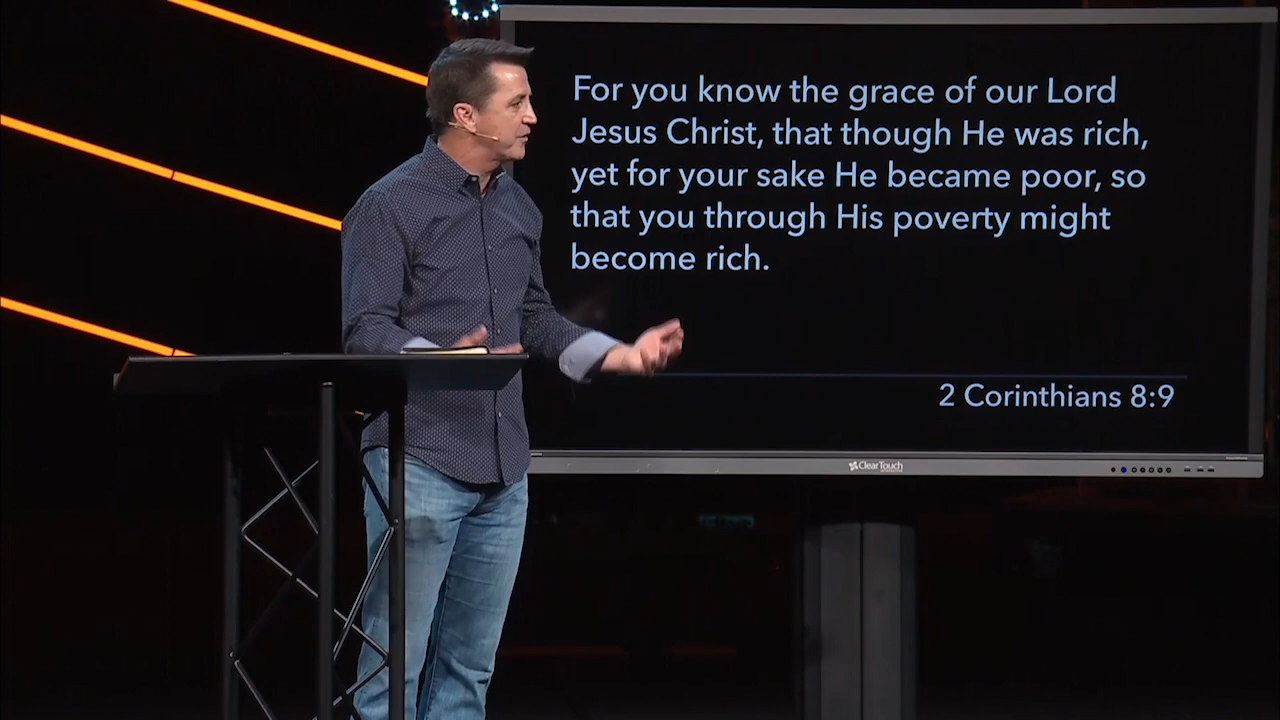 For you know the grace of our Lord
Jesus Christ, that though He was rich,
yet for your sake He became poor, so
that you through His poverty might
become rich.
2 Corinthians 8:9
ClearTouch